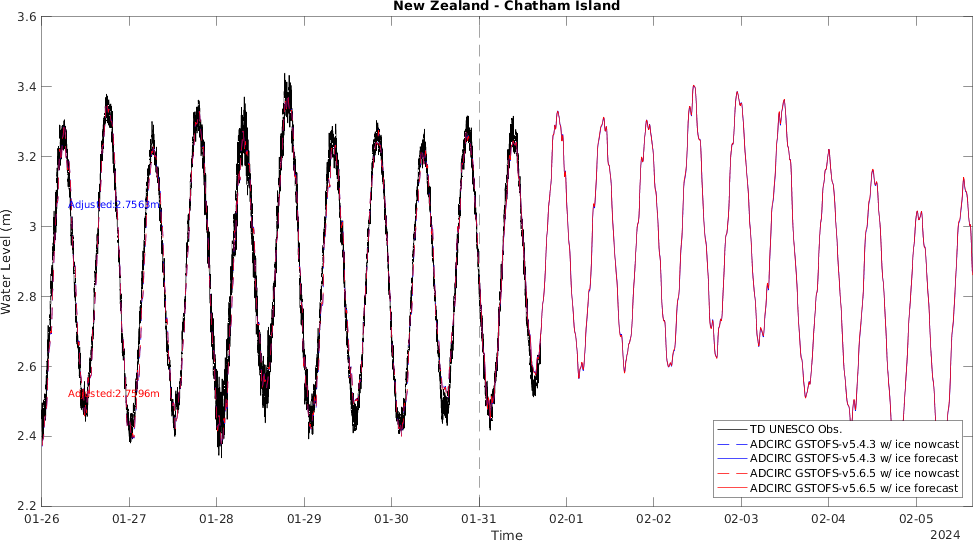 New Zealand - Chatham Island
3.6
3.4
3.2
3
2.8
2.6
2.4
2.2
Water Level (m)
Adjusted:2.7563m
Adjusted:2.7596m
TD UNESCO Obs.
ADCIRC GSTOFS-v5.4.3 w/ ice nowcast
ADCIRC GSTOFS-v5.4.3 w/ ice forecast
ADCIRC GSTOFS-v5.6.5 w/ ice nowcast
ADCIRC GSTOFS-v5.6.5 w/ ice forecast
01-26 01-27 01-28 01-29 01-30 01-31 02-01 02-02 02-03 02-04 02-05
Time
2024